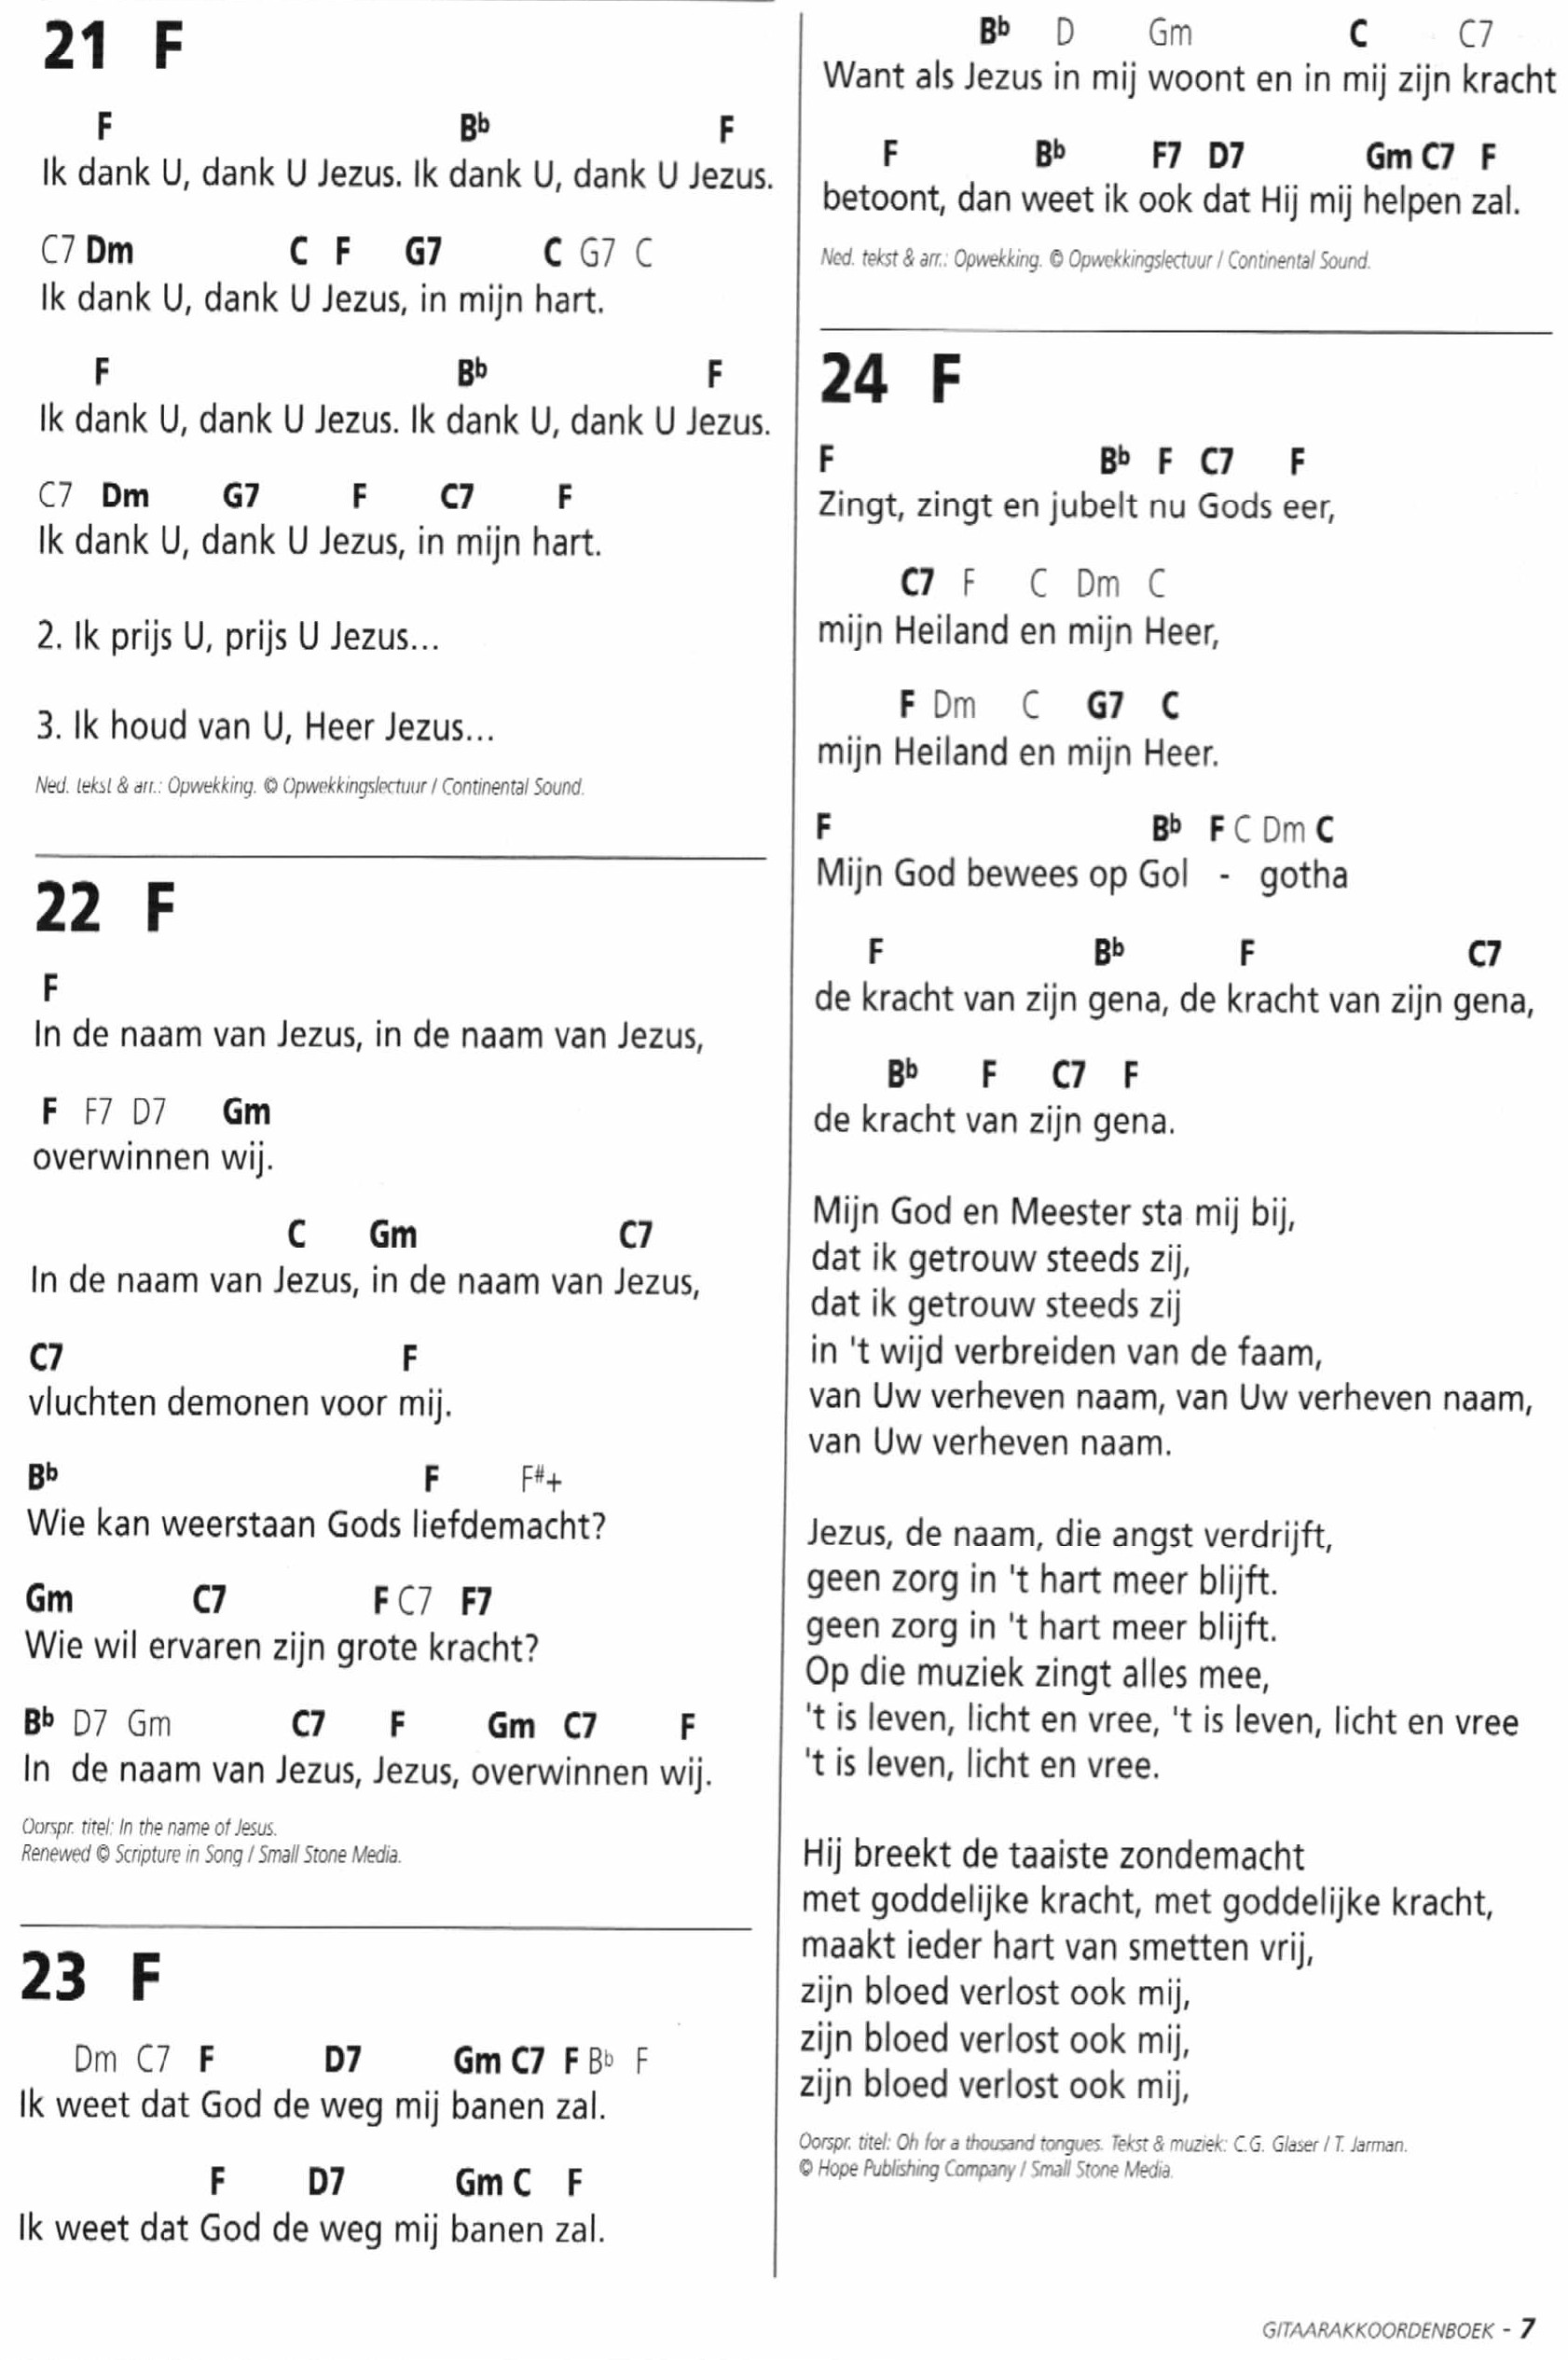 21 F
F Bb F
Ik dank U, dank U Jezus. Ik dank U, dank U Jezus.
C7 Dm C F G7 C G7 C
Ik dank U, dank U Jezus, in mijn hart.
F Bb F
Ik dank U, dank U Jezus. Ik dank U, dank U Jezus.
C7 Dm G7 F C7 F
Ik dank U, dank U Jezus, in mijn hart.
2. Ik prijs U, prijs U Jezus...
3. Ik houd van U, Heer Jezus...
Ned. tekst & arr.: Opwekking. © Opwekkingslectuur / Continental Sound.
22 F
F
In de naam van Jezus, in de naam van Jezus,
F F7 D7 Gm
overwinnen wij.
C Gm C7
In de naam van Jezus, in de naam van Jezus,
C7 F
vluchten demonen voor mij.
Bb F F#+
Wie kan weerstaan Gods liefdemacht?
Gm C7 F C7 F7
Wie wil ervaren zijn grote kracht?
Bb D7 Gm C7 F Gm C7 F
In de naam van Jezus, Jezus, overwinnen wij.
Oorspr. titel: In the name of Jesus.
Renewed © Scripture in Song / Small Stone Media.
23 F
Dm C7 F D7 Gm C7 F Bb F
Ik weet dat God de weg mij banen zal.
F D7 Gm C F
Ik weet dat God de weg mij banen zal.
Bb D Gm C C7
Want als Jezus in mij woont en in mij zijn kracht
F Bb F7 D7 Gm C7 F
betoont, dan weet ik ook dat Hij mij helpen zal.
Ned. tekst & arr.: Opwekking. © Opwekkingslectuur / Continental Sound.
24 F
F Bb F C7 F
Zingt, zingt en jubelt nu Gods eer,
C7 F C Dm C
mijn Heiland en mijn Heer,
F Dm C G7 C
mijn Heiland en mijn Heer.
F Bb F C Dm C
Mijn God bewees op Gol - gotha
F Bb F C7
de kracht van zijn gena, de kracht van zijn gena,
Bb F C7 F
de kracht van zijn gena.
Mijn God en Meester sta mij bij,
dat ik getrouw steeds zij,
dat ik getrouw steeds zij
in 't wijd verbreiden van de faam,
van Uw verheven naam, van Uw verheven naam,
van Uw verheven naam.
Jezus, de naam, die angst verdrijft,
geen zorg in 't hart meer blijft.
geen zorg in 't hart meer blijft.
Op die muziek zingt alles mee,
't is leven, licht en vree, 't is leven, licht en vree
't is leven, licht en vree.
Hij breekt de taaiste zondemacht
met goddelijke kracht, met goddelijke kracht,
maakt ieder hart van smetten vrij,
zijn bloed verlost ook mij,
zijn bloed verlost ook mij,
zijn bloed verlost ook mij,
Oorspr. titel: Oh for a thousand tongues. Tekst & muziek: C.G. Glaser / T. Jarman.
© Hope Publishing Company / Small Stone Media.
GITAARAKKOORDENBOEK - 7